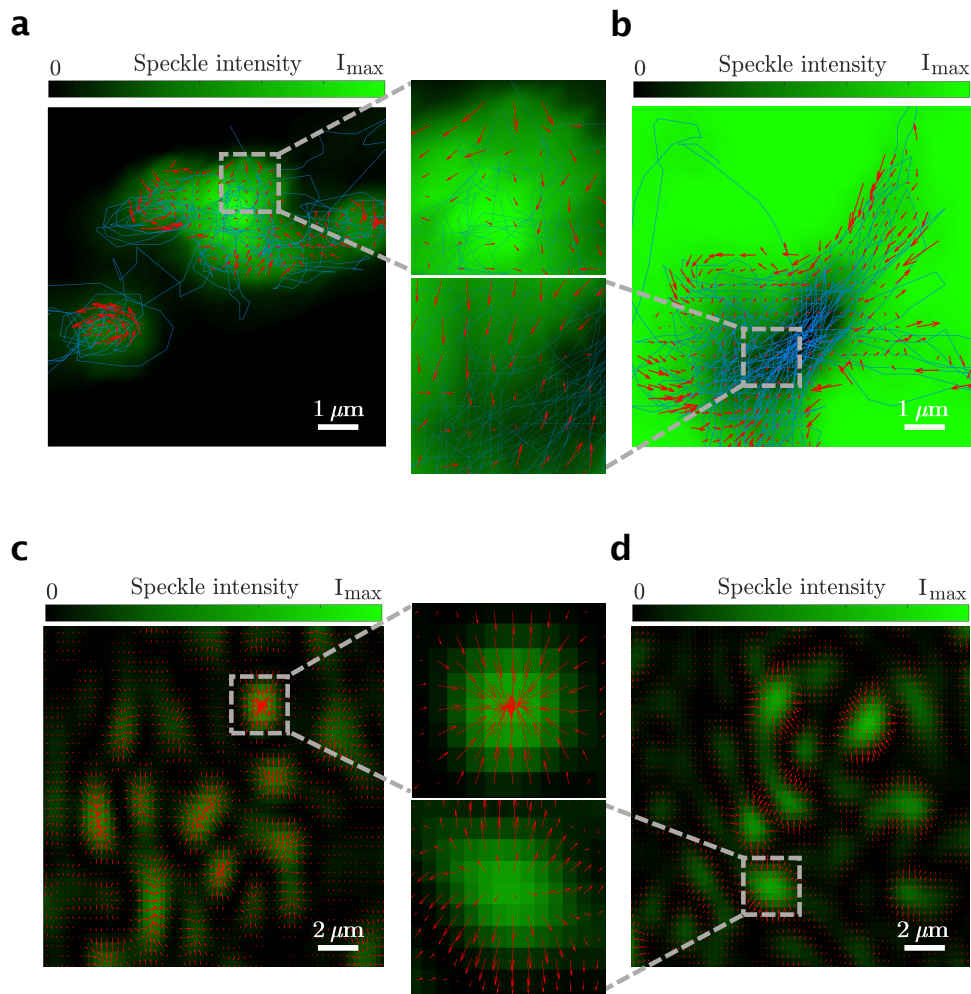 a
0 Speckle intensity Imax
1 μm
b
0 Speckle intensity Imax
1 μm
c
0 Speckle intensity Imax
2 μm
d
0 Speckle intensity Imax
2 μm